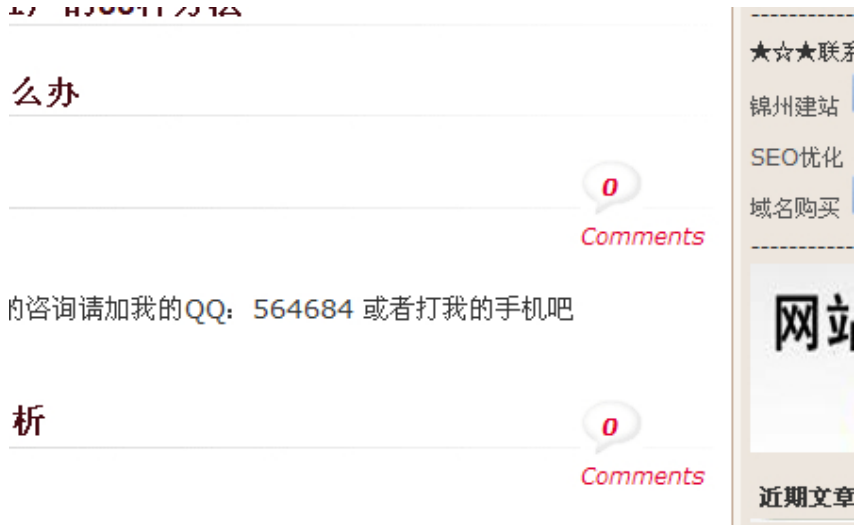 么办
0
Comments
的咨询请加我的QQ：564684 或者打我的手机吧
析
0
Comments
--------------
★☆★联系
锦州建站
SEO优化
域名购买
--------------
网站
近期文章